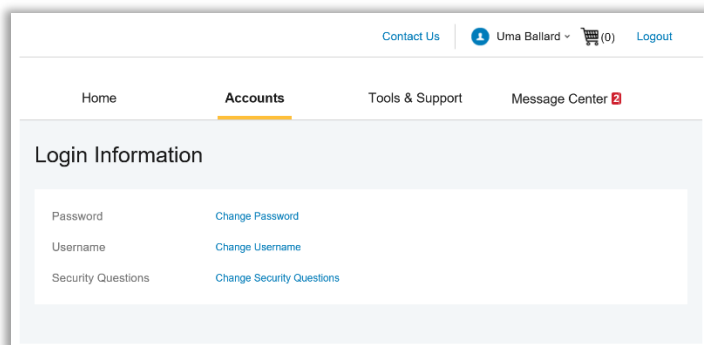 Contact Us Uma Ballard (0) Logout
Home Accounts Tools & Support Message Center 2
Login Information
Password Change Password
Username Change Username
Security Questions Change Security Questions